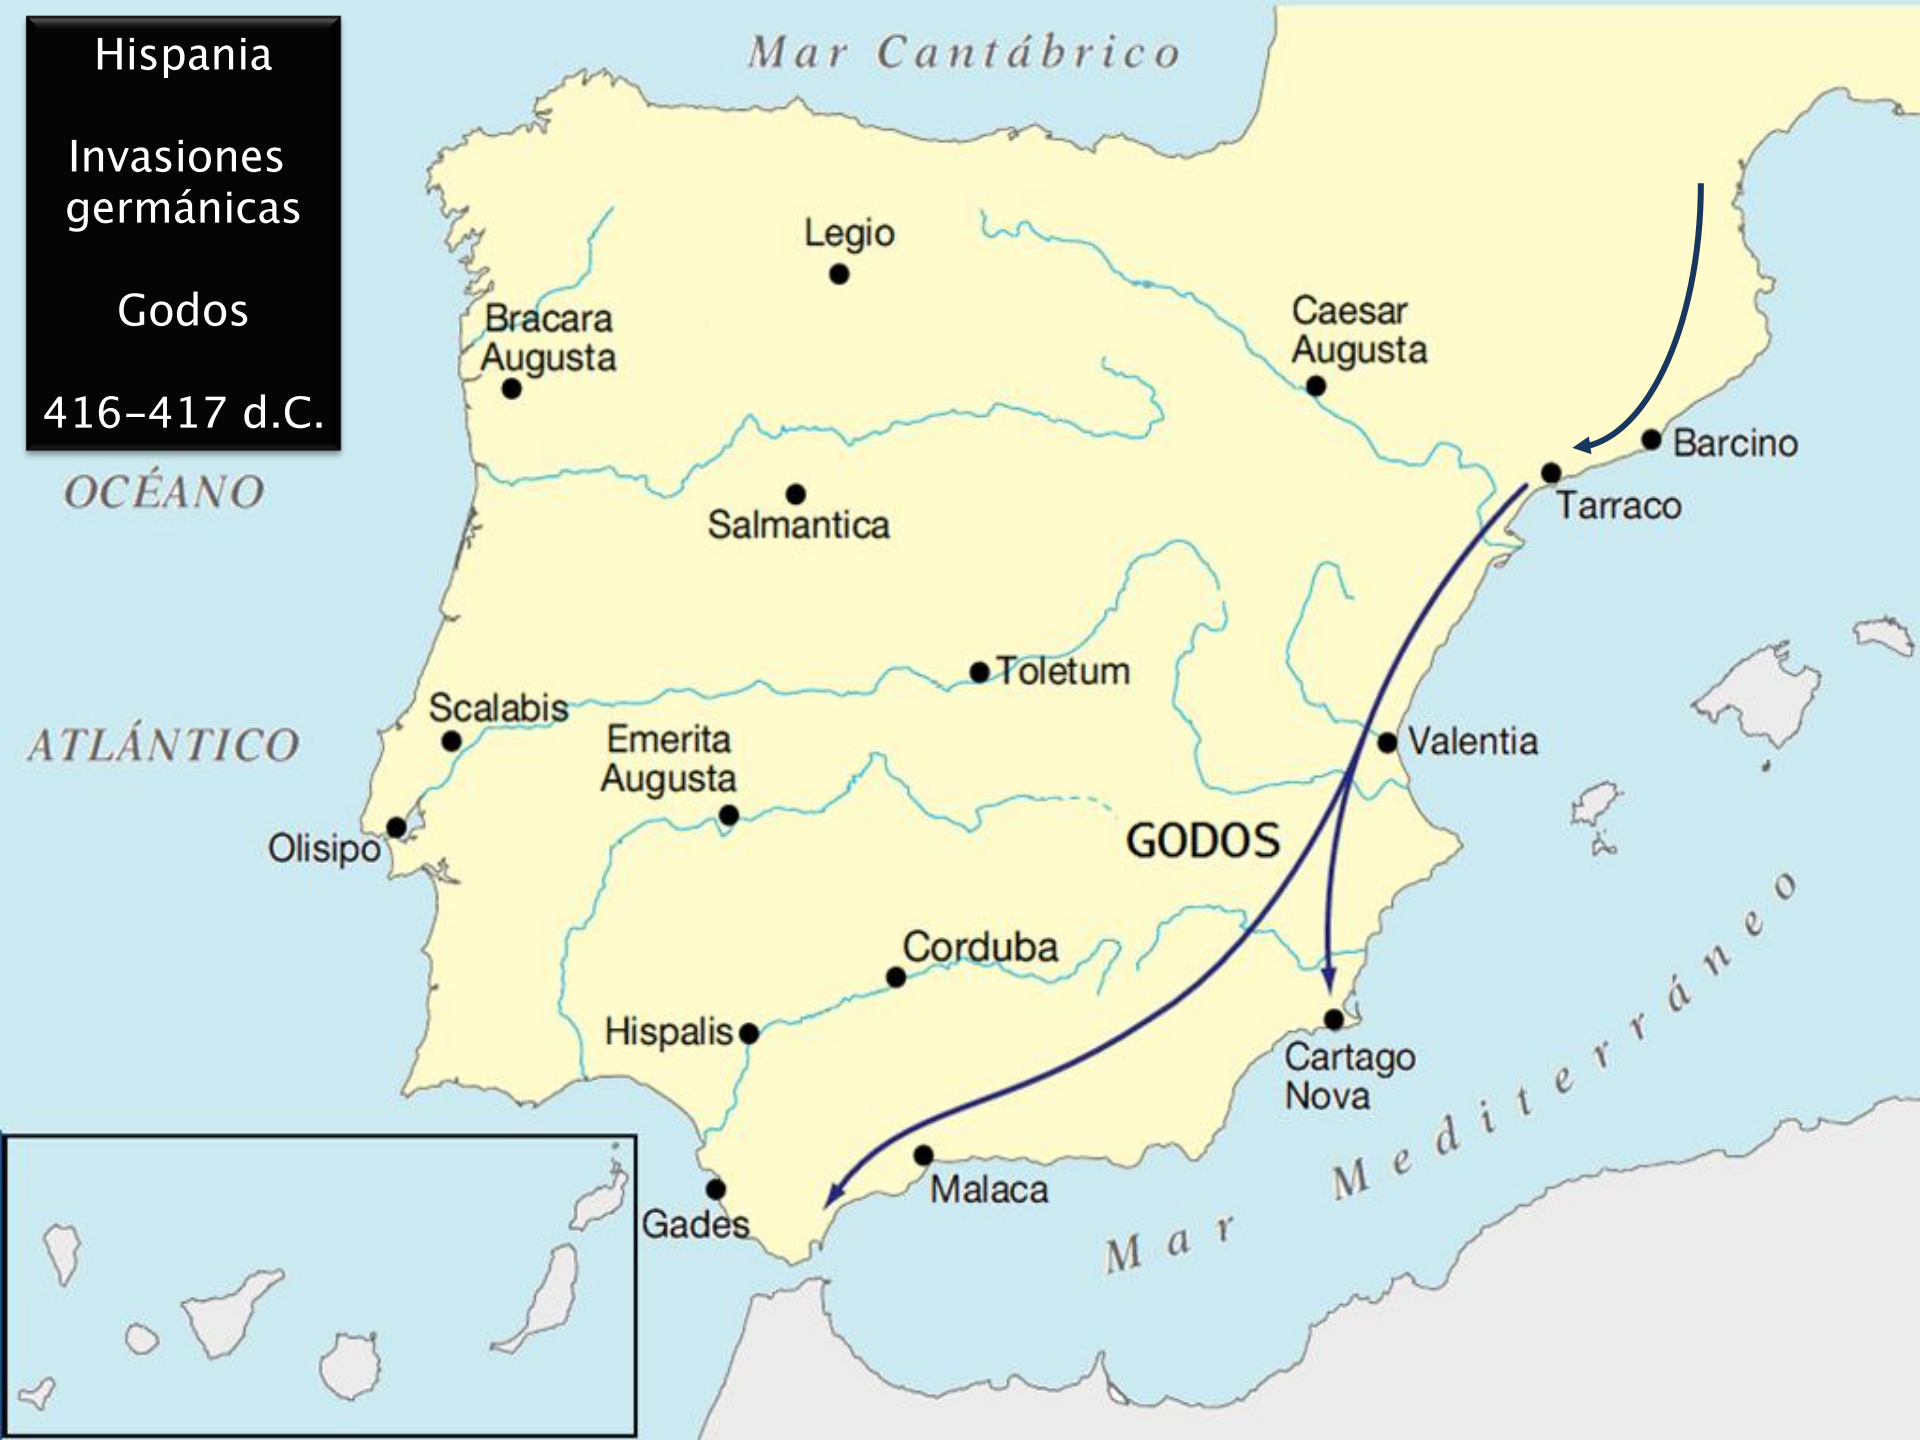 Hispania
Invasiones
germánicas
Godos
416-417 d.C.
Mar Cantábrico
Legio
Bracara
Augusta
Caesar
Augusta
Barcino
Tarraco
OCÉANO
Salmantica
Toletum
Scalabis
ATLÁNTICO
Emerita
Augusta
Valentia
Olisipo
GODOS
Corduba
Hispalis
Cartago
Nova
Mar Mediterráneo
Malaca
Gades